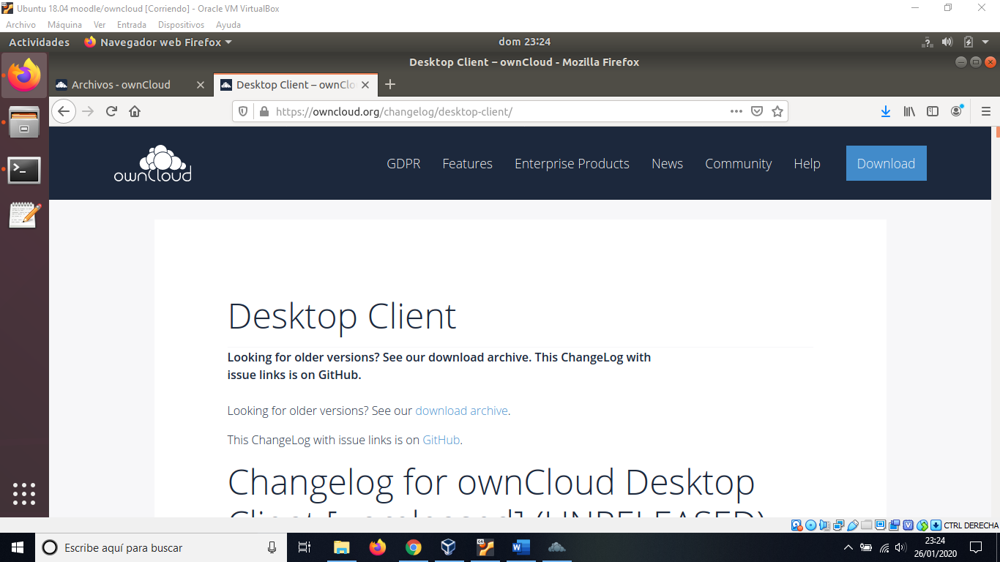 Ubuntu 18.04 moodle/owncloud [Corriendo] - Oracle VM VirtualBox
Archivo Máquina Ver Entrada Dispositivos Ayuda
Actividades Navegador web Firefox dom 23:24
Desktop Client – ownCloud - Mozilla Firefox
Archivos - ownCloud Desktop Client – ownClo
https://owncloud.org/changelog/desktop-client/
ownCloud GDPR Features Enterprise Products News Community Help Download
Desktop Client
Looking for older versions? See our download archive. This ChangeLog with
issue links is on GitHub.
Looking for older versions? See our download archive.
This ChangeLog with issue links is on GitHub.
Changelog for ownCloud Desktop
Client [unreleased] (UNRELEASED)
CTRL DERECHA
Escribe aquí para buscar
23:24
26/01/2020